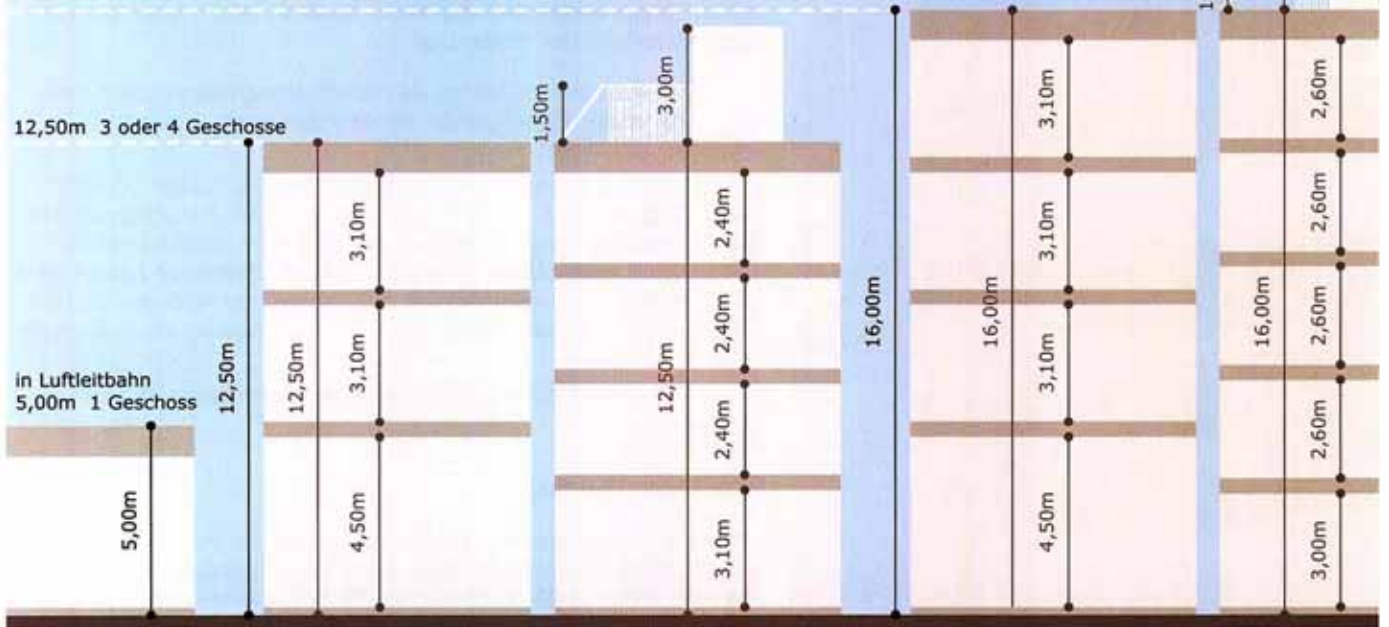 12,50m 3 oder 4 Geschosse
in Luftleitbahn
5,00m 1 Geschoss
5,00m
12,50m
12,50m
3,10m
3,10m
4,50m
1,50m
3,00m
12,50m
2,40m
2,40m
2,40m
3,10m
16,00m
16,00m
3,10m
3,10m
3,10m
4,50m
16,00m
2,60m
2,60m
2,60m
2,60m
3,00m